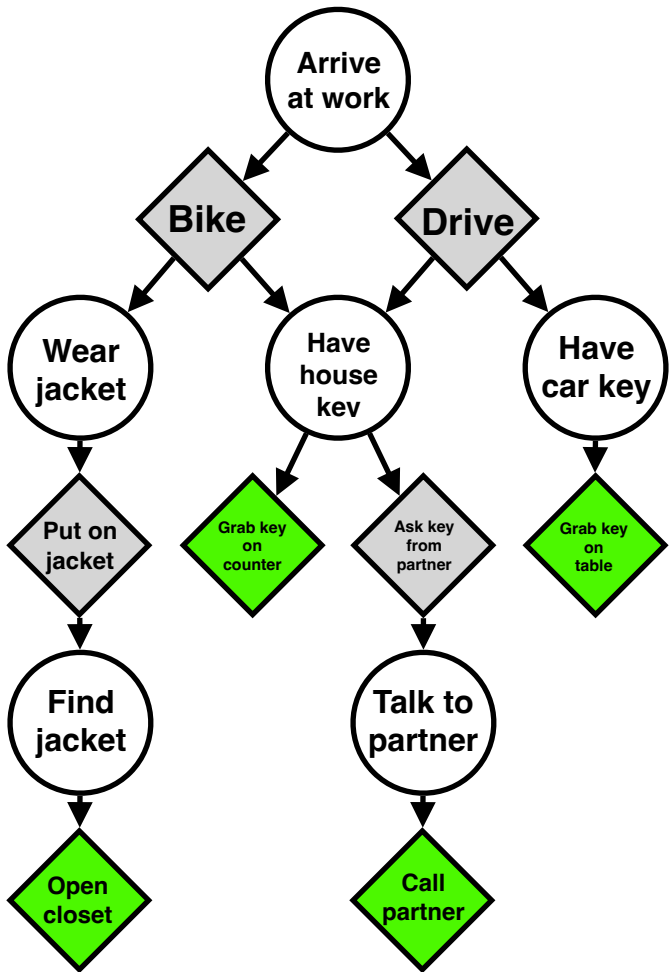 Arrive
at work
Bike
Drive
Wear
jacket
Have
house
kev
Have
car key
Put on
jacket
Grab key
on
counter
Ask key
from
partner
Grab key
on
table
Find
jacket
Talk to
partner
Open
closet
Call
partner